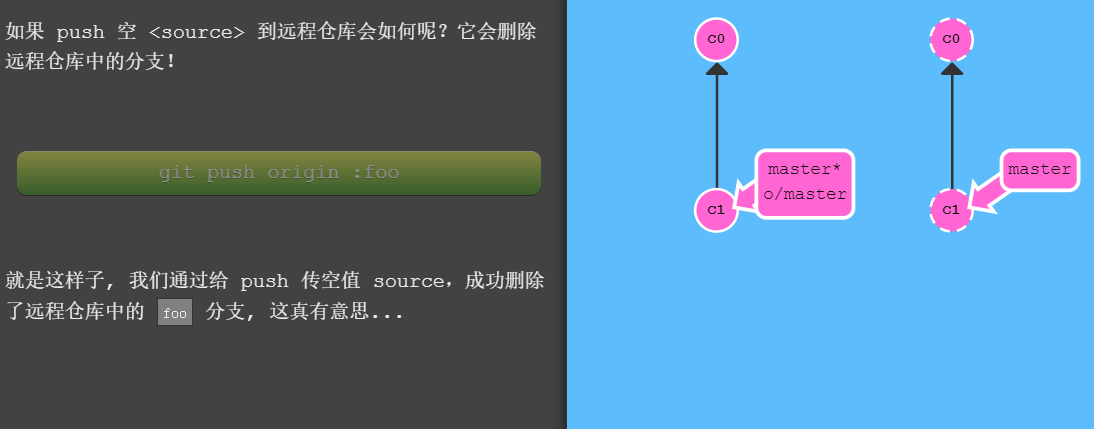 如果 push 空 <source> 到远程仓库会如何呢？它会删除
远程仓库中的分支！
git push origin :foo
就是这样子, 我们通过给 push 传空值 source，成功删除
了远程仓库中的 foo 分支, 这真有意思...
c0
c0
master*
o/master
master
c1
c1